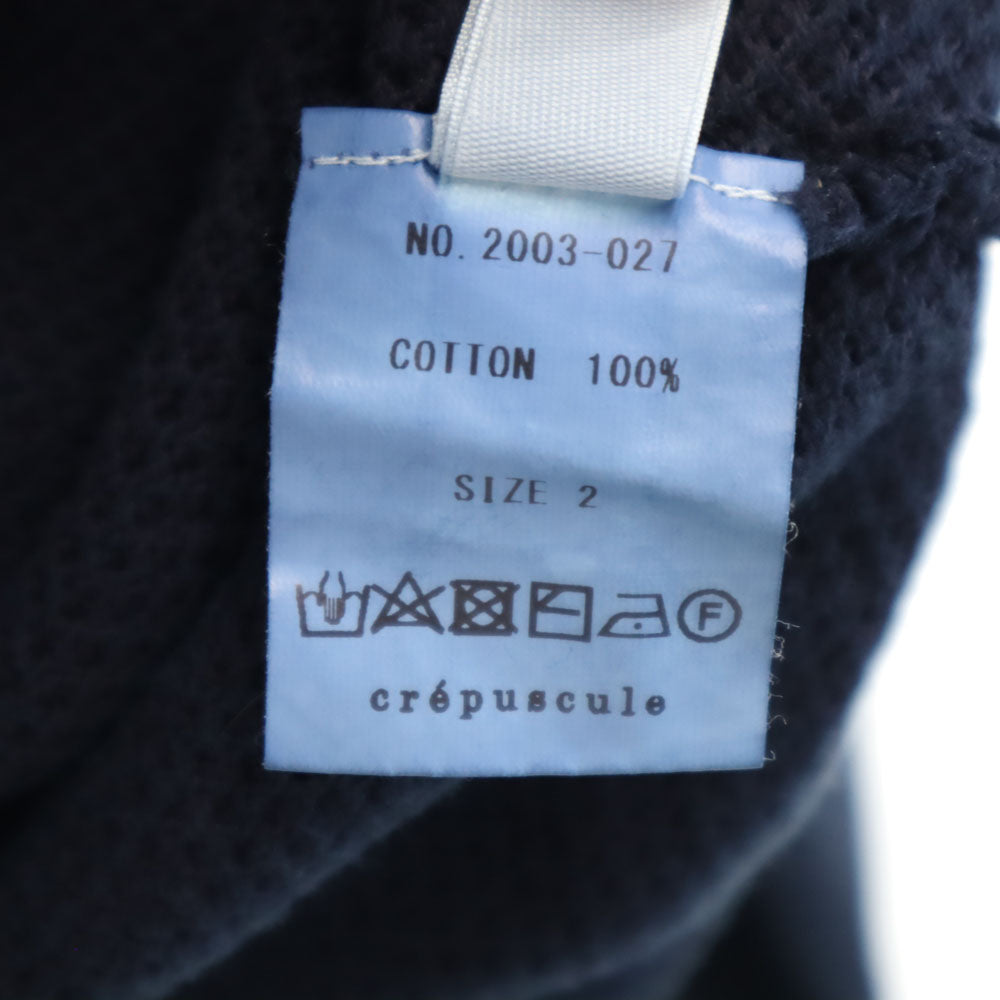 NO. 2003-027
COTTON 100%
SIZE 2
F
crépuscule